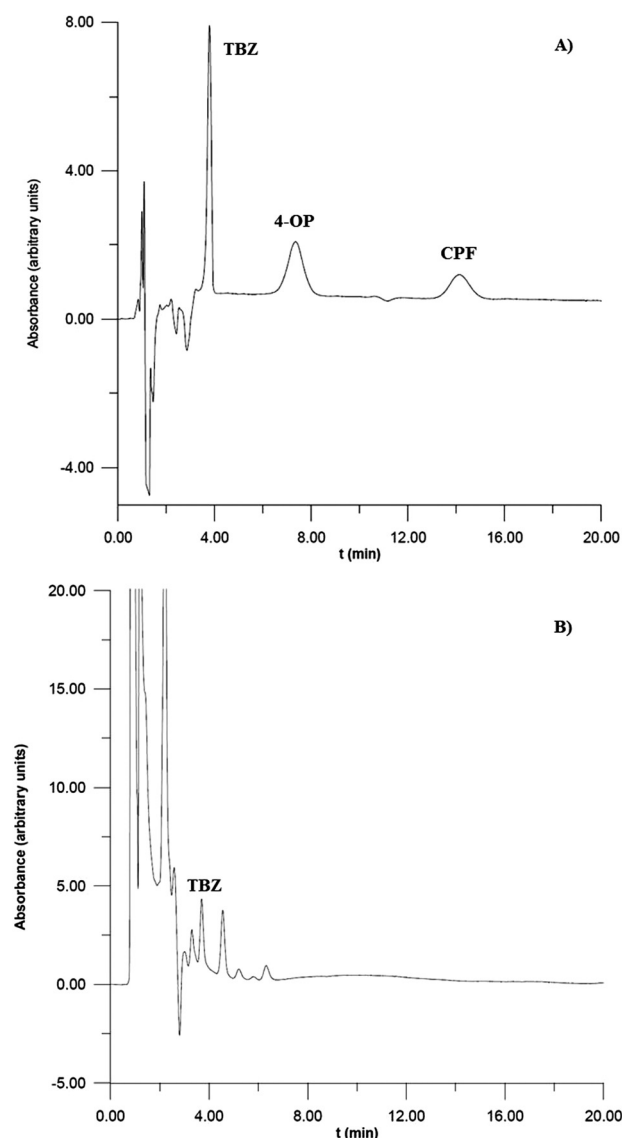 8.00
TBZ
A)
4.00
4-OP
CPF
Absorbance (arbitrary units)
0.00
-4.00
0.00 4.00 8.00 12.00 16.00 20.00
t (min)
20.00
B)
15.00
10.00
Absorbance (arbitrary units)
5.00
TBZ
0.00
-5.00
0.00 4.00 8.00 12.00 16.00 20.00
t (min)